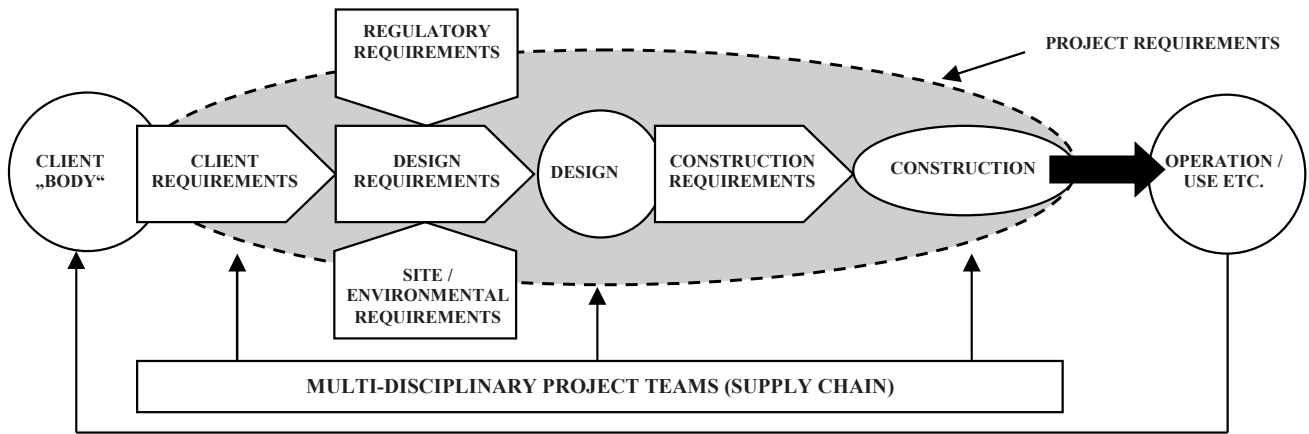 REGULATORY
REQUIREMENTS
PROJECT REQUIREMENTS
CLIENT
„BODY“
CLIENT
REQUIREMENTS
DESIGN
REQUIREMENTS
DESIGN
CONSTRUCTION
REQUIREMENTS
CONSTRUCTION
OPERATION /
USE ETC.
SITE /
ENVIRONMENTAL
REQUIREMENTS
MULTI-DISCIPLINARY PROJECT TEAMS (SUPPLY CHAIN)